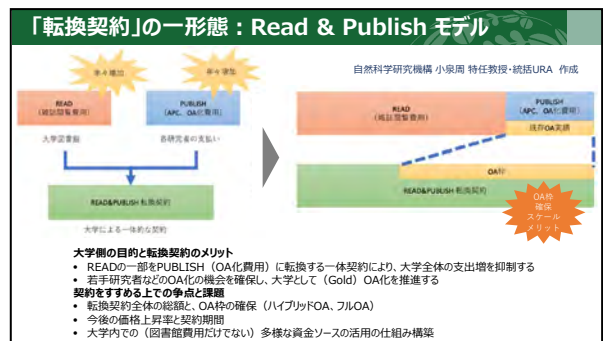 「転換契約」の一形態：Read & Publish モデル
自然科学研究機構 小泉周 特任教授・統括URA 作成
年々増加
年々増加
READ
（雑誌閲覧費用）
PUBLISH
（APC、OA化費用）
大学図書館
各研究者の支払い
READ&PUBLISH 転換契約
大学による一体的な契約
READ
（雑誌閲覧費用）
PUBLISH
（APC、OA化費用）
既存OA実績
OA枠
READ&PUBLISH 転換契約
OA枠
確保
スケール
メリット
大学側の目的と転換契約のメリット
• READの一部をPUBLISH（OA化費用）に転換する一体契約により、大学全体の支出増を抑制する
• 若手研究者などのOA化の機会を確保し、大学として（Gold）OA化を推進する
契約をすすめる上での争点と課題
• 転換契約全体の総額と、OA枠の確保（ハイブリッドOA、フルOA）
• 今後の価格上昇率と契約期間
• 大学内での（図書館費用だけでない）多様な資金ソースの活用の仕組み構築